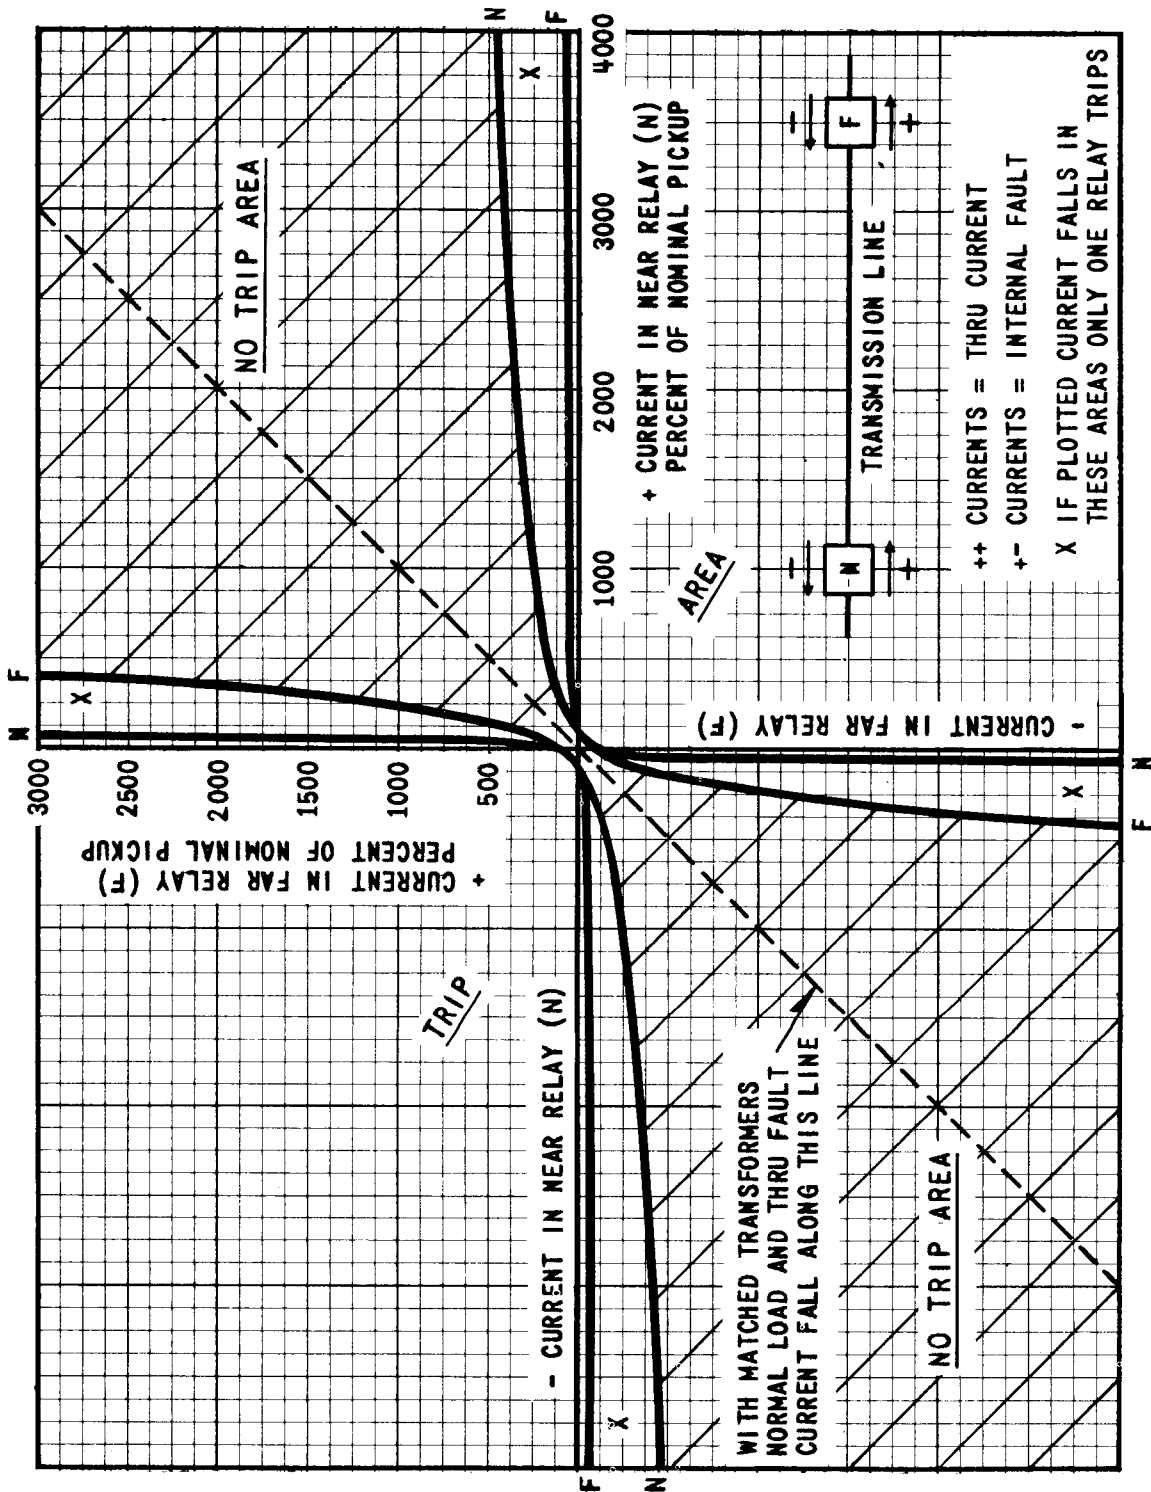 N
F
NO TRIP AREA
X
X
N
F
3000
2500
2000
1500
1000
500
+ CURRENT IN FAR RELAY (F)
PERCENT OF NOMINAL PICKUP
1000
2000
3000
4000
+ CURRENT IN NEAR RELAY (N)
PERCENT OF NOMINAL PICKUP
TRIP
AREA
- CURRENT IN NEAR RELAY (N)
- CURRENT IN FAR RELAY (F)
F
X
N
WITH MATCHED TRANSFORMERS
NORMAL LOAD AND THRU FAULT
CURRENT FALL ALONG THIS LINE
NO TRIP AREA
X
F
N
-
N
+
TRANSMISSION LINE
-
F
+
++ CURRENTS = THRU CURRENT
+- CURRENTS = INTERNAL FAULT
X IF PLOTTED CURRENT FALLS IN
THESE AREAS ONLY ONE RELAY TRIPS